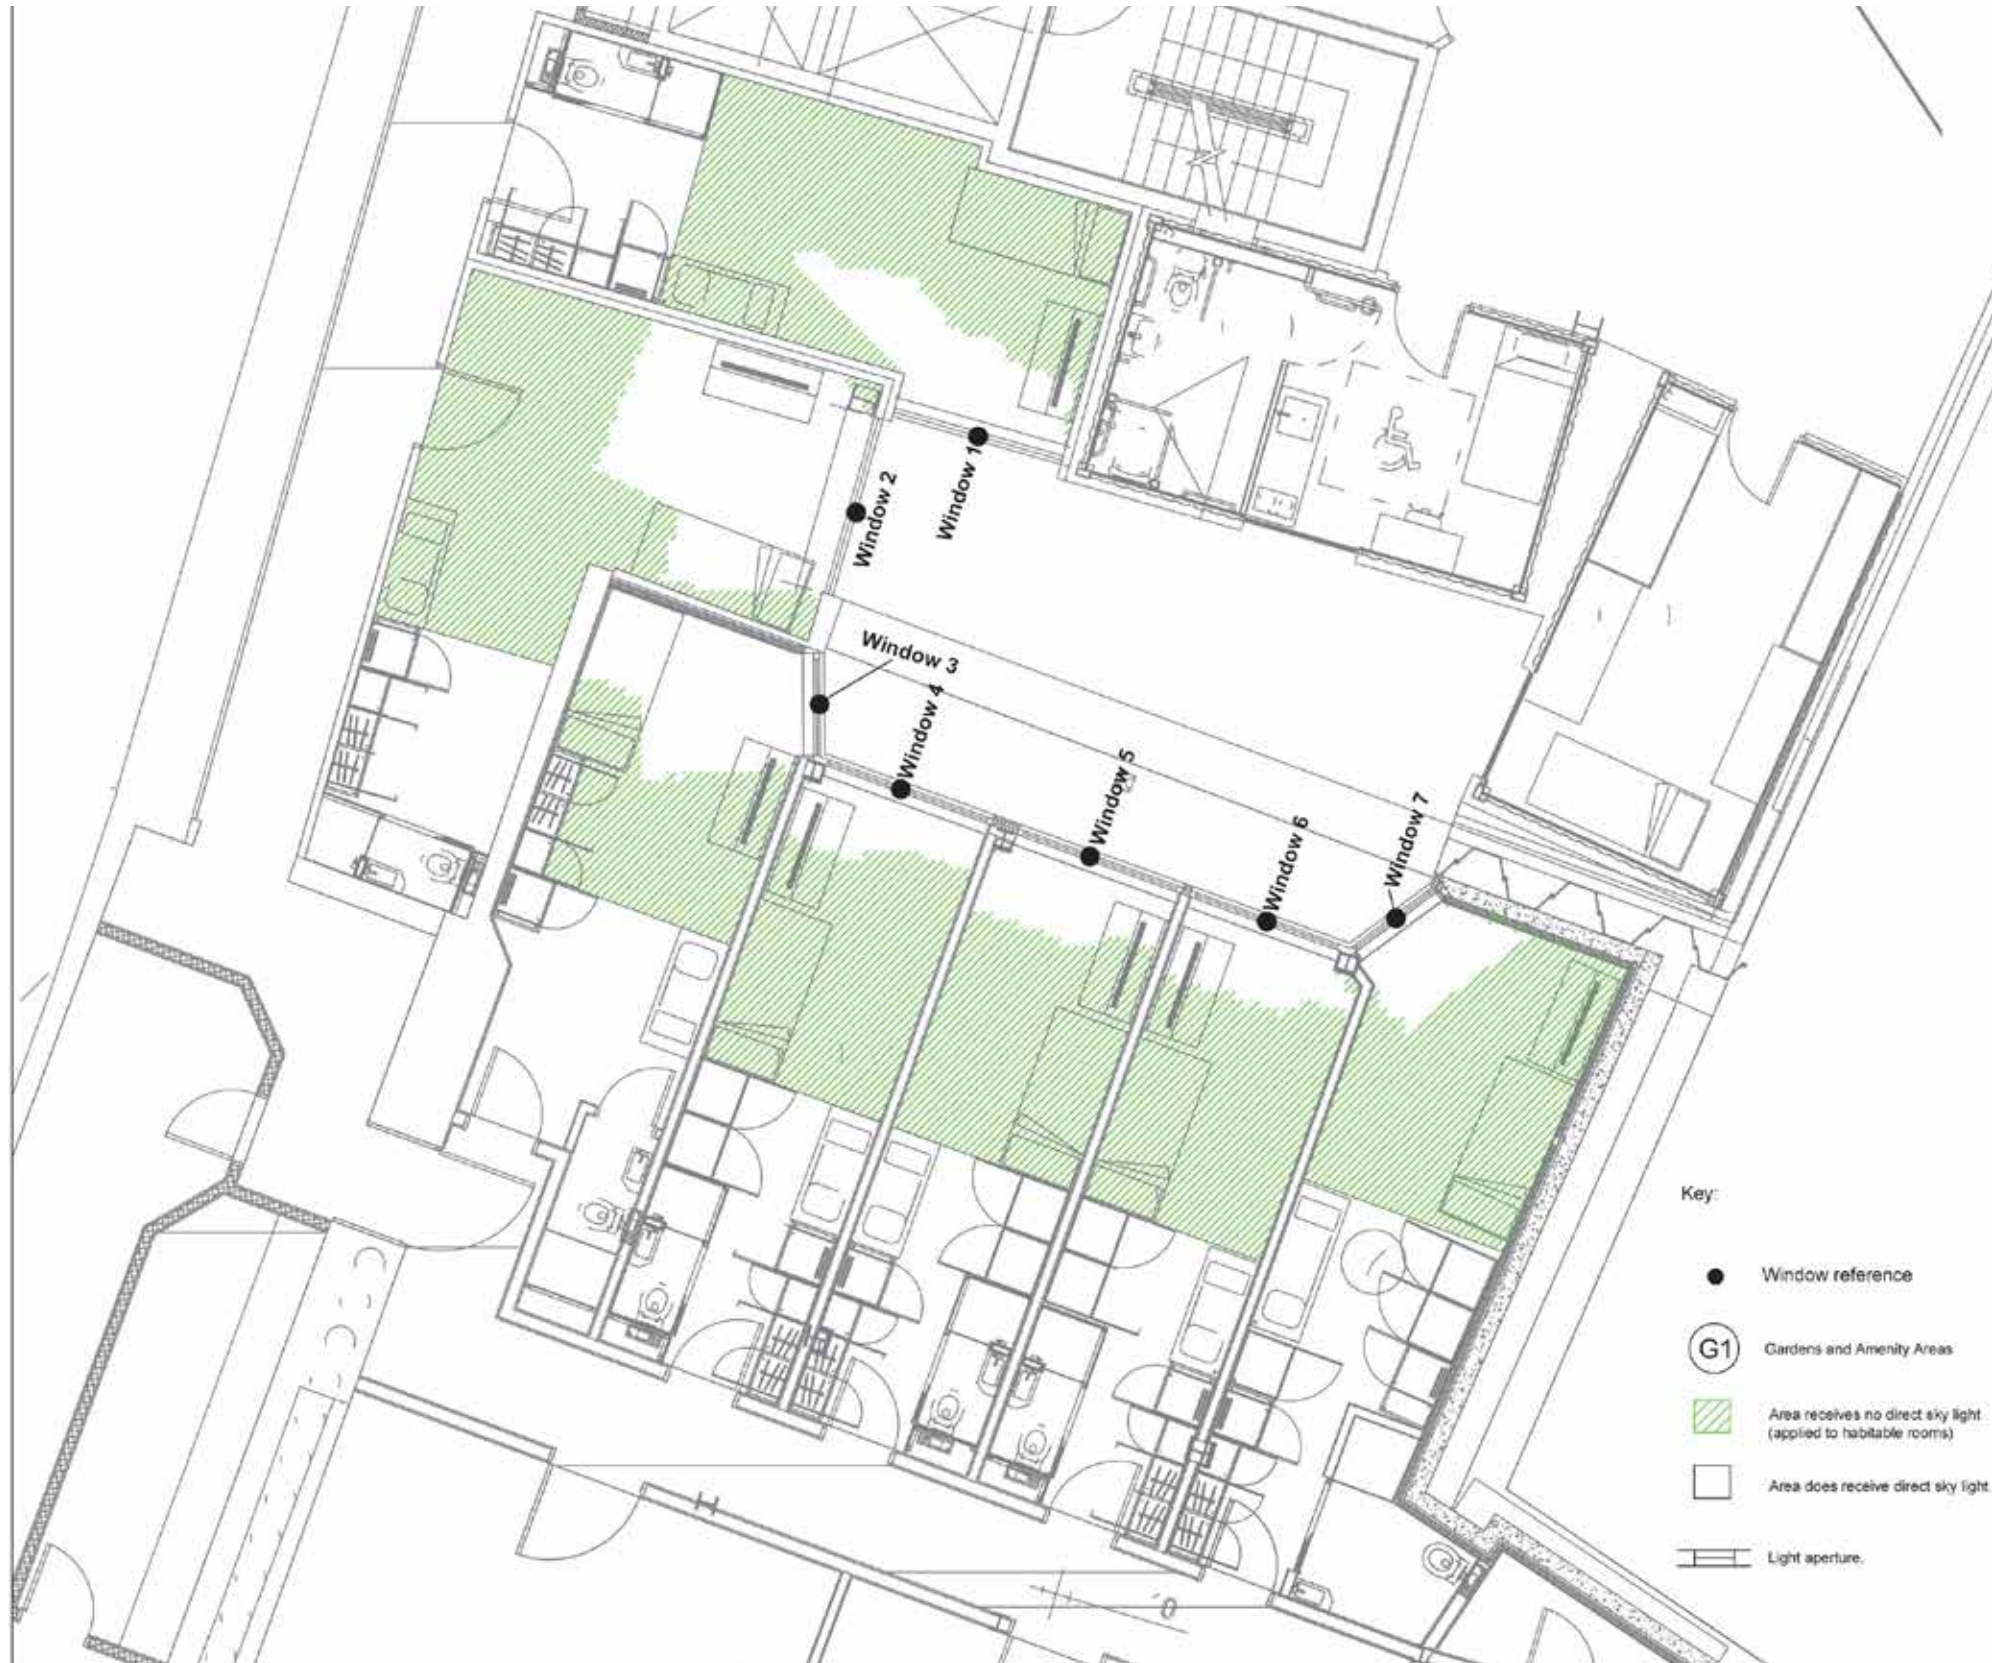 Window 1
Window 2
Window 3
Window 4
Window 5
Window 6
Window 7
Key:
Window reference
G1
Gardens and Amenity Areas
Area receives no direct sky light
(applied to habitable rooms)
Area does receive direct sky light
Light aperture.